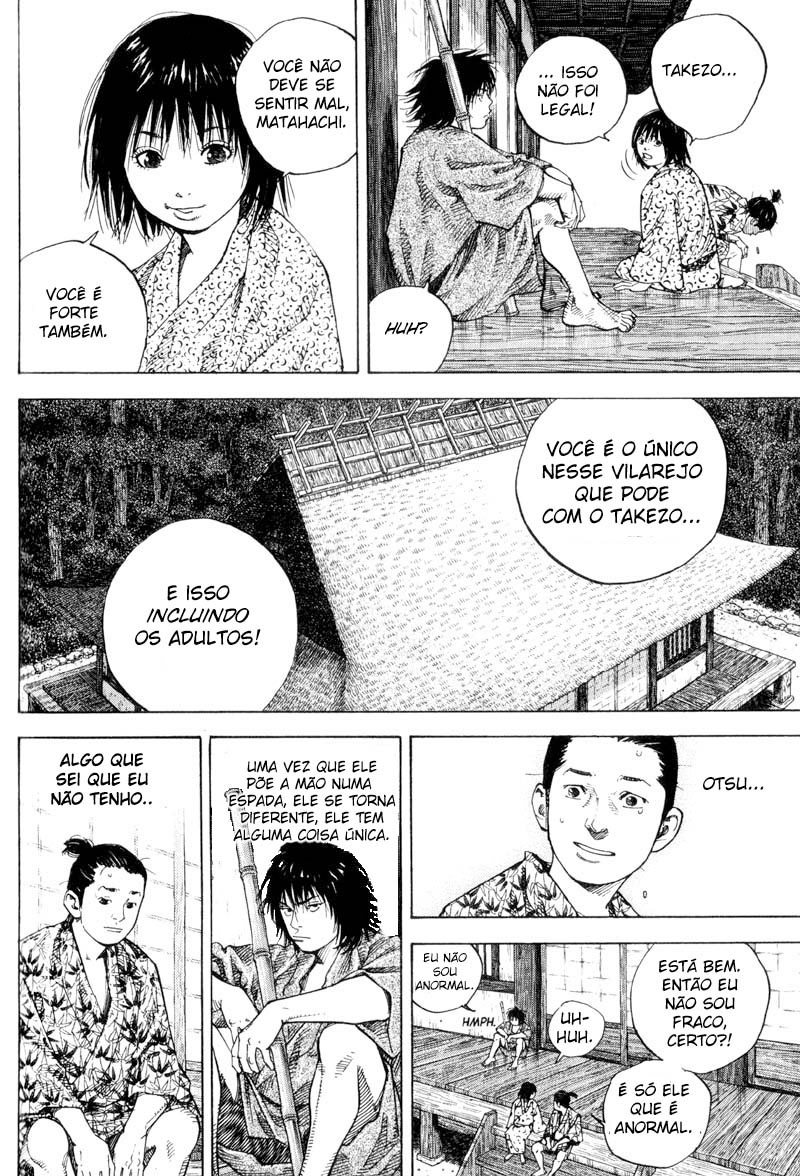 TAKEZO...
... ISSO
NÃO FOI
LEGAL!
HUH?
VOCÊ NÃO
DEVE SE
SENTIR MAL,
MATAHACHI.
VOCÊ É
FORTE
TAMBÉM.
VOCÊ É O ÚNICO
NESSE VILAREJO
QUE PODE
COM O TAKEZO...
E ISSO
INCLUINDO
OS ADULTOS!
OTSU...
UMA VEZ QUE ELE
PÕE A MÃO NUMA
ESPADA, ELE SE TORNA
DIFERENTE, ELE TEM
ALGUMA COISA ÚNICA.
ALGO QUE
SEI QUE EU
NÃO TENHO..
ESTÁ BEM.
ENTÃO EU
NÃO SOU
FRACO,
CERTO?!
É SÓ ELE
QUE É
ANORMAL.
UH-
HUH.
EU NÃO
SOU
ANORMAL.
HMPH.